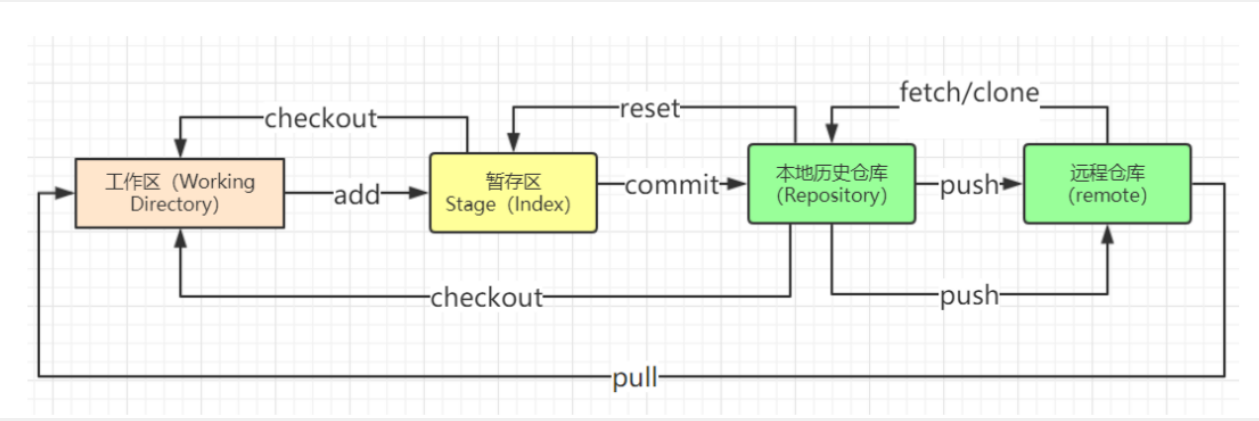 fetch/clone
reset
checkout
工作区（Working
Directory）
add
暂存区
Stage（Index）
commit
本地历史仓库
（Repository）
push
远程仓库
（remote）
checkout
push
pull